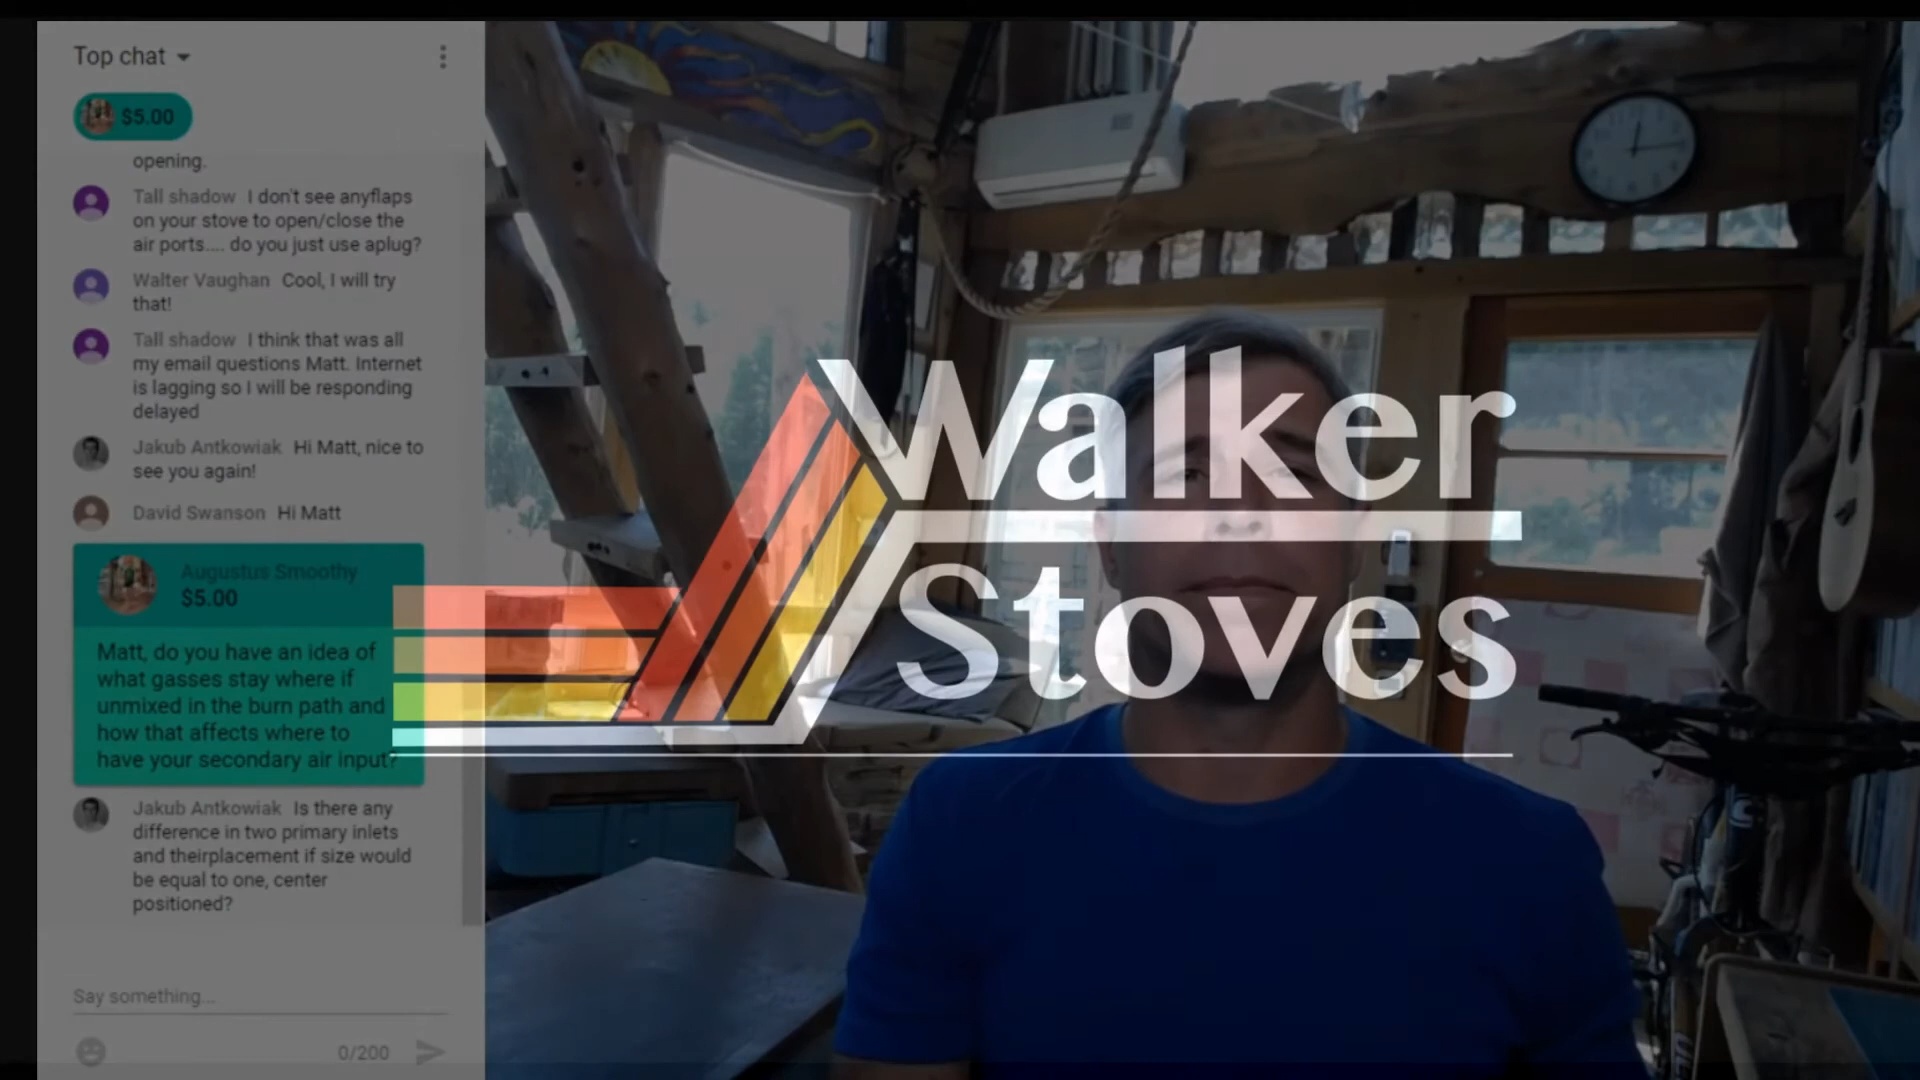 Top chat
$5.00
opening.
Tall shadow I don't see anyflaps
on your stove to open/close the
air ports.... do you just use aplug?
Walter Vaughan Cool, I will try
that!
Tall shadow I think that was all
my email questions Matt. Internet
is lagging so I will be responding
delayed
Jakub Antkowiak Hi Matt, nice to
see you again!
David Swanson Hi Matt
Augustus Smoothy
$5.00
Matt, do you have an idea of
what gasses stay where if
unmixed in the burn path and
how that affects where to
have your secondary air input?
Jakub Antkowiak Is there any
difference in two primary inlets
and theirplacement if size would
be equal to one, center
positioned?
Say something...
0/200
Walker
Stoves